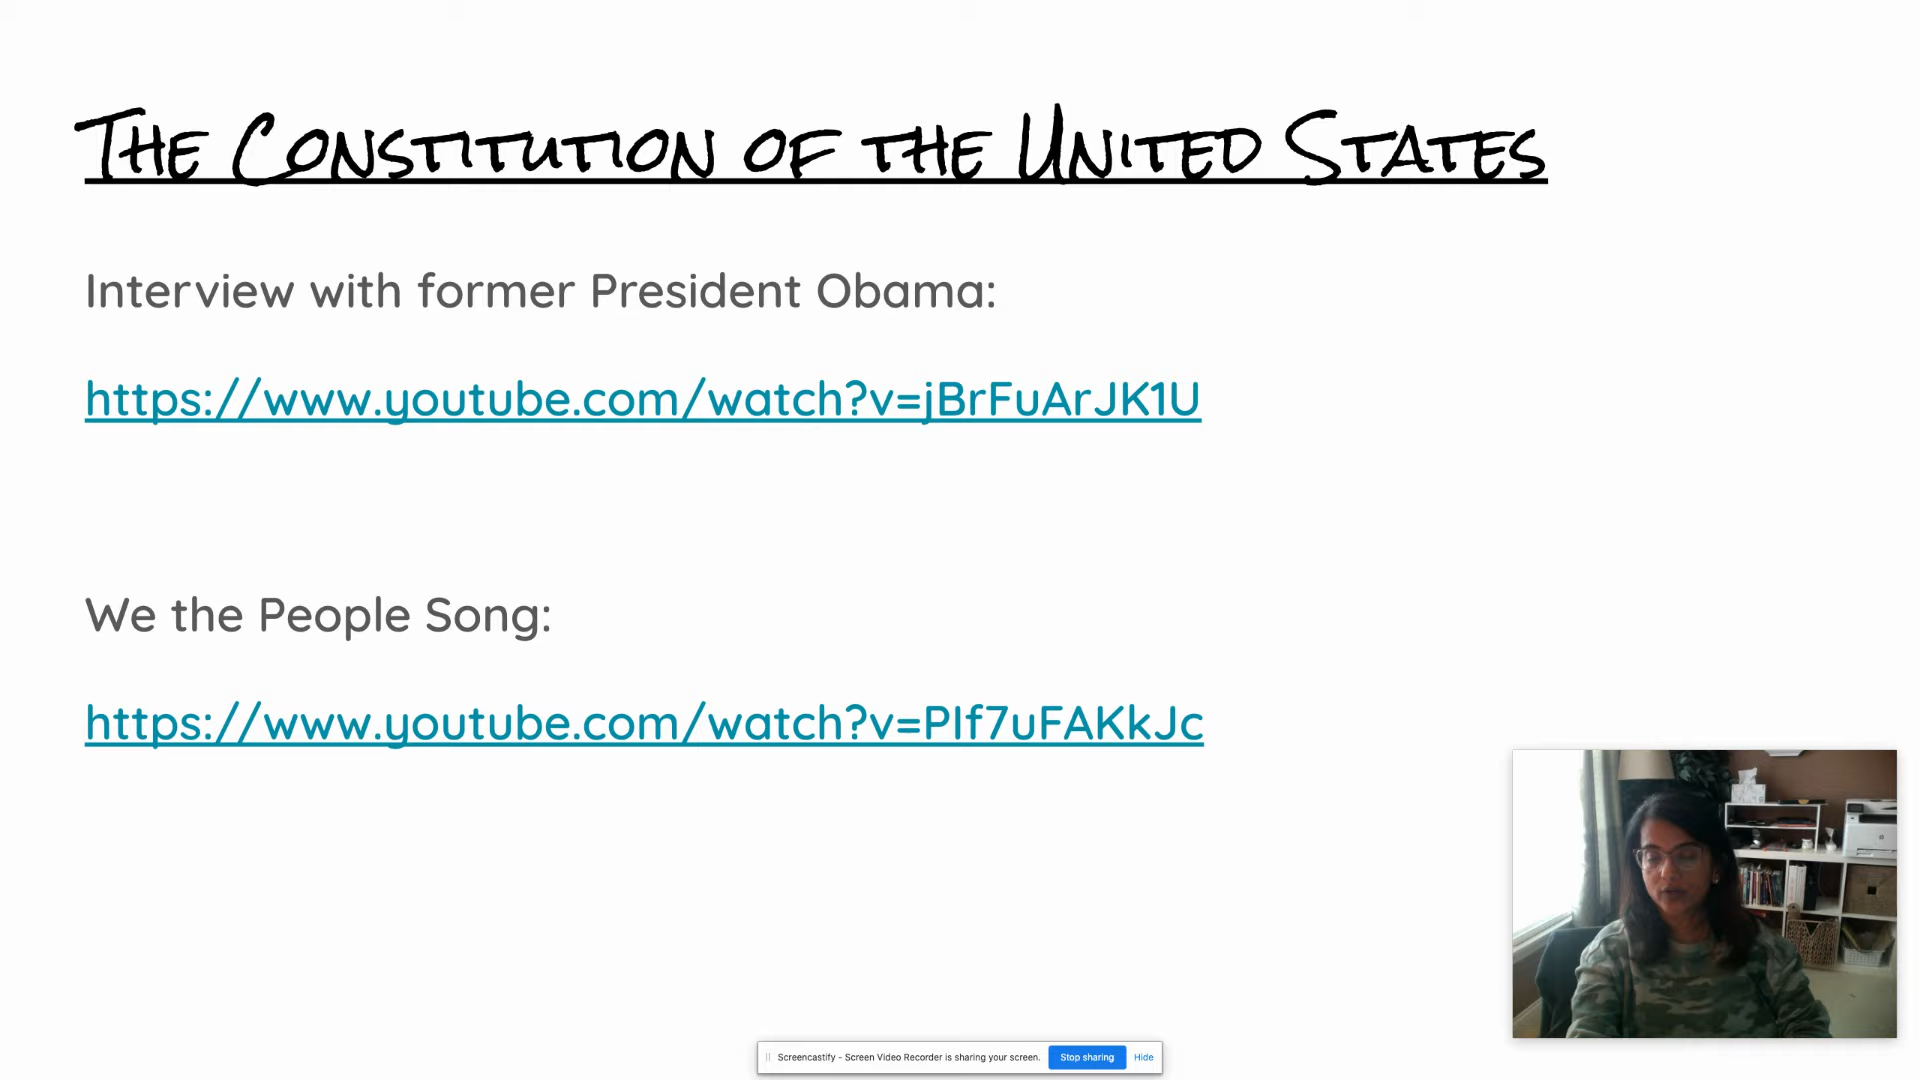 The Constitution of the United States
Interview with former President Obama:
https://www.youtube.com/watch?v=jBrFuArJK1U
We the People Song:
https://www.youtube.com/watch?v=PIf7uFAKkJc
Screencastify - Screen Video Recorder is sharing your screen. Stop sharing Hide